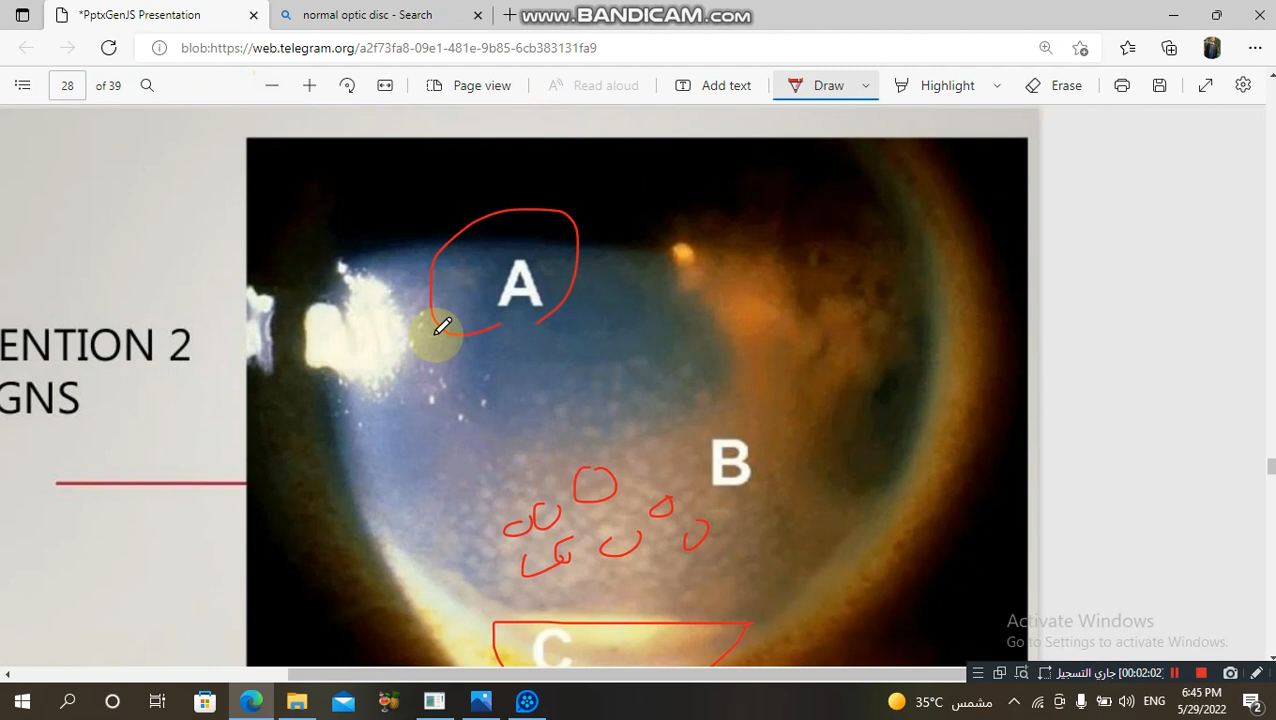 www.BANDICAM.com
*PptxGenJS Presentation
normal optic disc - Search
blob:https://web.telegram.org/a2f73fa8-09e1-481e-9b85-6cb383131fa9
28 of 39
Page view
Read aloud
Add text
Draw
Highlight
Erase
A
ENTION 2
GNS
B
C
Activate Windows
Go to Settings to activate Windows.
جاري التسجيل [00:02:02]
35°C مشمس
ENG
6:45 PM
5/29/2022
2